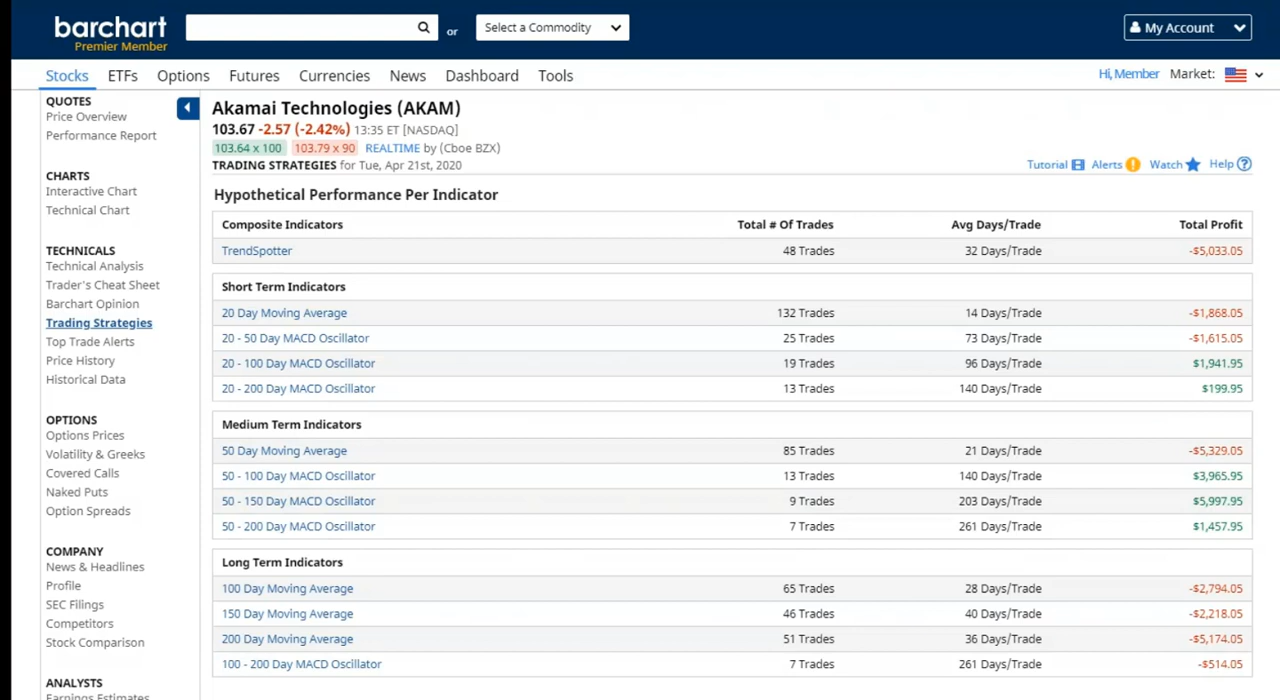 barchart
Premier Member
or
Select a Commodity
My Account
Stocks ETFs Options Futures Currencies News Dashboard Tools
Hi, Member Market:
QUOTES
Price Overview
Performance Report
CHARTS
Interactive Chart
Technical Chart
TECHNICALS
Technical Analysis
Trader's Cheat Sheet
Barchart Opinion
Trading Strategies
Top Trade Alerts
Price History
Historical Data
OPTIONS
Options Prices
Volatility & Greeks
Covered Calls
Naked Puts
Option Spreads
COMPANY
News & Headlines
Profile
SEC Filings
Competitors
Stock Comparison
ANALYSTS
Earnings Estimates
Akamai Technologies (AKAM)
103.67 -2.57 (-2.42%) 13:35 ET [NASDAQ]
103.64 x 100 103.79 x 90 REALTIME by (Cboe BZX)
TRADING STRATEGIES for Tue, Apr 21st, 2020
Tutorial Alerts Watch Help
Hypothetical Performance Per Indicator
Composite Indicators Total # Of Trades Avg Days/Trade Total Profit
TrendSpotter 48 Trades 32 Days/Trade -$5,033.05
Short Term Indicators
20 Day Moving Average 132 Trades 14 Days/Trade -$1,868.05
20 - 50 Day MACD Oscillator 25 Trades 73 Days/Trade -$1,615.05
20 - 100 Day MACD Oscillator 19 Trades 96 Days/Trade $1,941.95
20 - 200 Day MACD Oscillator 13 Trades 140 Days/Trade $199.95
Medium Term Indicators
50 Day Moving Average 85 Trades 21 Days/Trade -$5,329.05
50 - 100 Day MACD Oscillator 13 Trades 140 Days/Trade $3,965.95
50 - 150 Day MACD Oscillator 9 Trades 203 Days/Trade $5,997.95
50 - 200 Day MACD Oscillator 7 Trades 261 Days/Trade $1,457.95
Long Term Indicators
100 Day Moving Average 65 Trades 28 Days/Trade -$2,794.05
150 Day Moving Average 46 Trades 40 Days/Trade -$2,218.05
200 Day Moving Average 51 Trades 36 Days/Trade -$5,174.05
100 - 200 Day MACD Oscillator 7 Trades 261 Days/Trade -$514.05